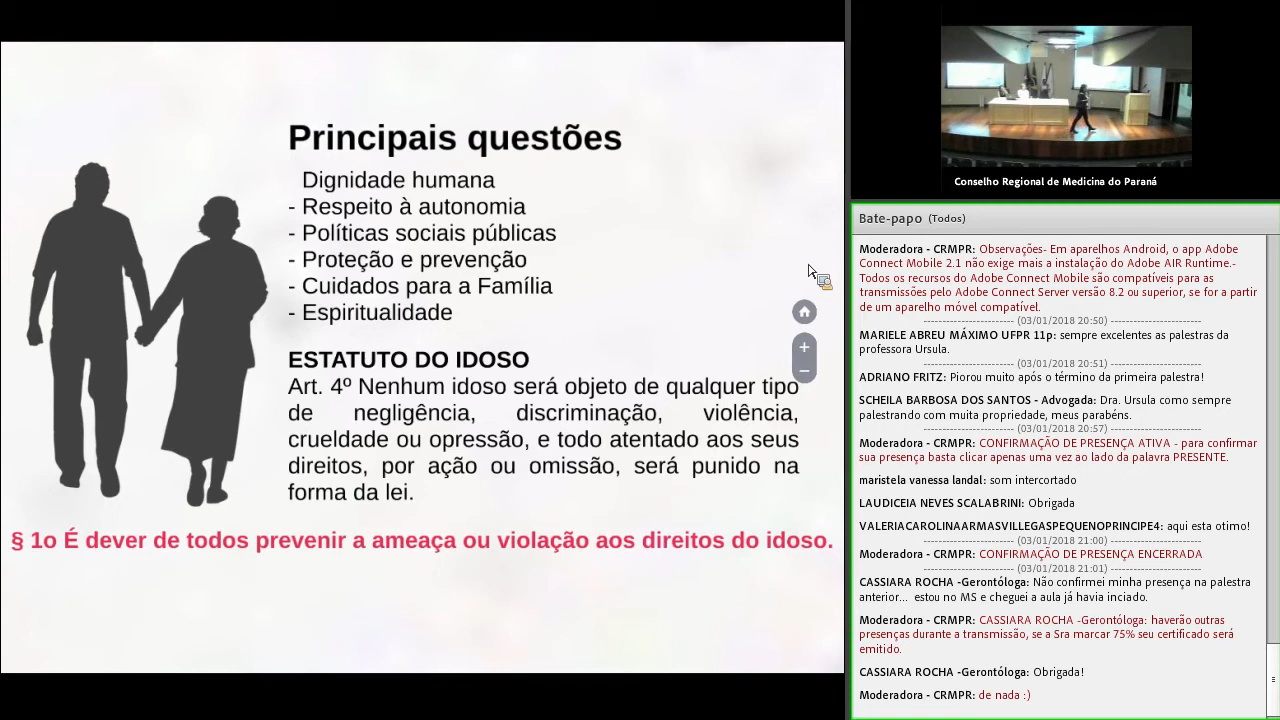 Principais questões
Dignidade humana
- Respeito à autonomia
- Políticas sociais públicas
- Proteção e prevenção
- Cuidados para a Família
- Espiritualidade
ESTATUTO DO IDOSO
Art. 4º Nenhum idoso será objeto de qualquer tipo
de negligência, discriminação, violência,
crueldade ou opressão, e todo atentado aos seus
direitos, por ação ou omissão, será punido na
forma da lei.
§ 1o É dever de todos prevenir a ameaça ou violação aos direitos do idoso.
Conselho Regional de Medicina do Paraná
Bate-papo (Todos)
Moderadora - CRMPR: Observações- Em aparelhos Android, o app Adobe
Connect Mobile 2.1 não exige mais a instalação do Adobe AIR Runtime.-
Todos os recursos do Adobe Connect Mobile são compatíveis para as
transmissões pelo Adobe Connect Server versão 8.2 ou superior, se for a partir
de um aparelho móvel compatível.
------------------------ (03/01/2018 20:50) ------------------------
MARIELE ABREU MÁXIMO UFPR 11p: sempre excelentes as palestras da
professora Ursula.
------------------------ (03/01/2018 20:51) ------------------------
ADRIANO FRITZ: Piorou muito após o término da primeira palestra!
SCHEILA BARBOSA DOS SANTOS - Advogada: Dra. Ursula como sempre
palestrando com muita propriedade, meus parabéns.
------------------------ (03/01/2018 20:57) ------------------------
Moderadora - CRMPR: CONFIRMAÇÃO DE PRESENÇA ATIVA - para confirmar
sua presença basta clicar apenas uma vez ao lado da palavra PRESENTE.
maristela vanessa landal: som intercortado
LAUDICEIA NEVES SCALABRINI: Obrigada
VALERIACAROLINAARMASVILLEGASPEQUENOPRINCIPE4: aqui esta otimo!
------------------------ (03/01/2018 21:00) ------------------------
Moderadora - CRMPR: CONFIRMAÇÃO DE PRESENÇA ENCERRADA
------------------------ (03/01/2018 21:01) ------------------------
CASSIARA ROCHA -Gerontóloga: Não confirmei minha presença na palestra
anterior... estou no MS e cheguei a aula já havia inciado.
Moderadora - CRMPR: CASSIARA ROCHA -Gerontóloga: haverão outras
presenças durante a transmissão, se a Sra marcar 75% seu certificado será
emitido.
CASSIARA ROCHA -Gerontóloga: Obrigada!
Moderadora - CRMPR: de nada :)